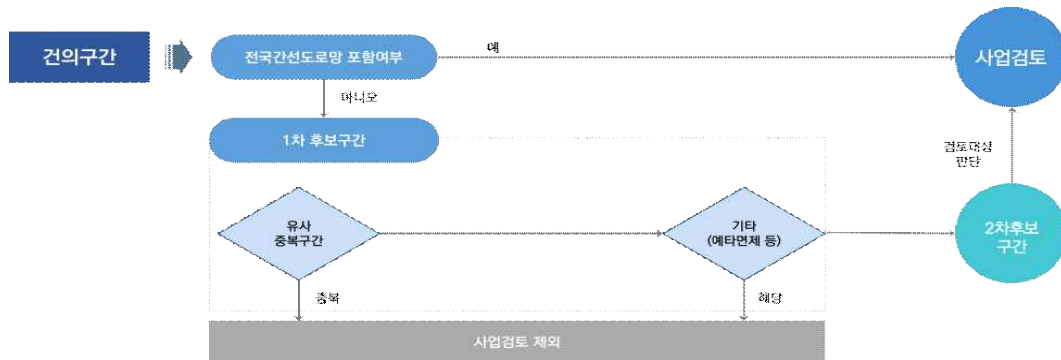 건의구간
전국간선도로망 포함여부
예
사업검토
아니오
1차 후보구간
검토대상
판단
유사
중복구간
기타
(예타면제 등)
2차후보
구간
중복
해당
사업검토 제외